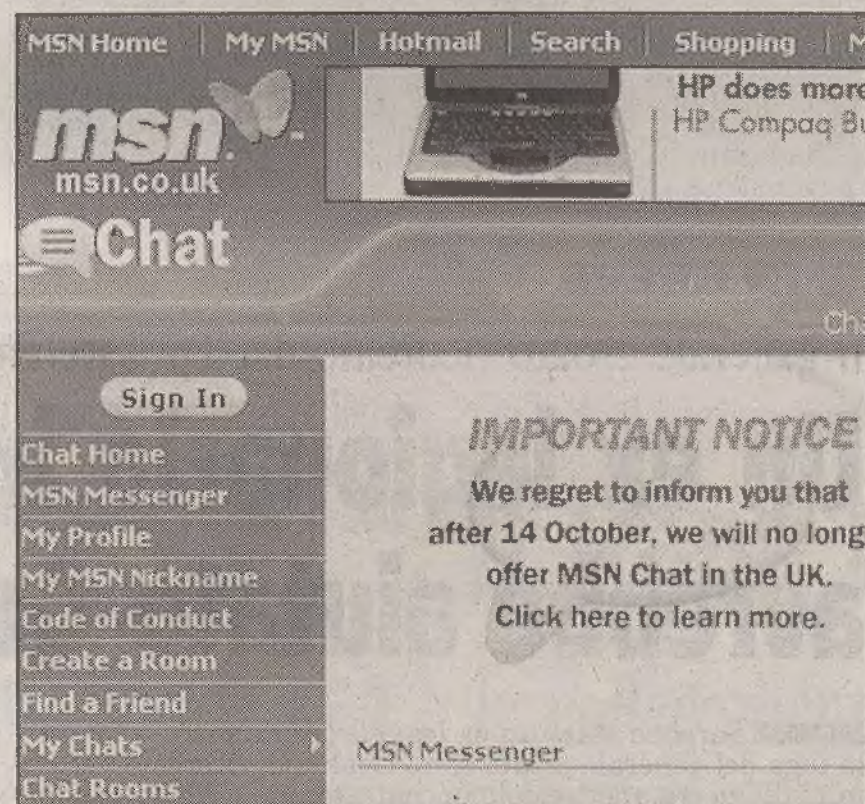 MSN Home | My MSN | Hotmail | Search | Shopping | M
HP does more
HP Compaq Bu
msn.
msn.co.uk
Chat
Cha
Sign In
Chat Home
MSN Messenger
My Profile
My MSN Nickname
Code of Conduct
Create a Room
Find a Friend
My Chats
Chat Rooms
IMPORTANT NOTICE
We regret to inform you that
after 14 October, we will no long
offer MSN Chat in the UK.
Click here to learn more.
MSN Messenger